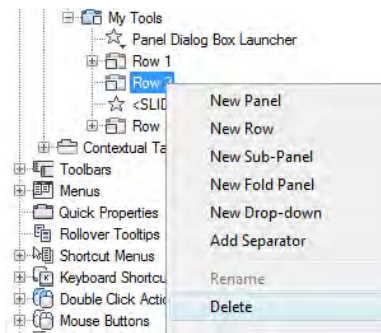 My Tools
Panel Dialog Box Launcher
Row 1
Row 2
<SLID
Row
Contextual Ta
Toolbars
Menus
Quick Properties
Rollover Tooltips
Shortcut Menus
Keyboard Shortcu
Double Click Actio
Mouse Buttons
New Panel
New Row
New Sub-Panel
New Fold Panel
New Drop-down
Add Separator
Rename
Delete